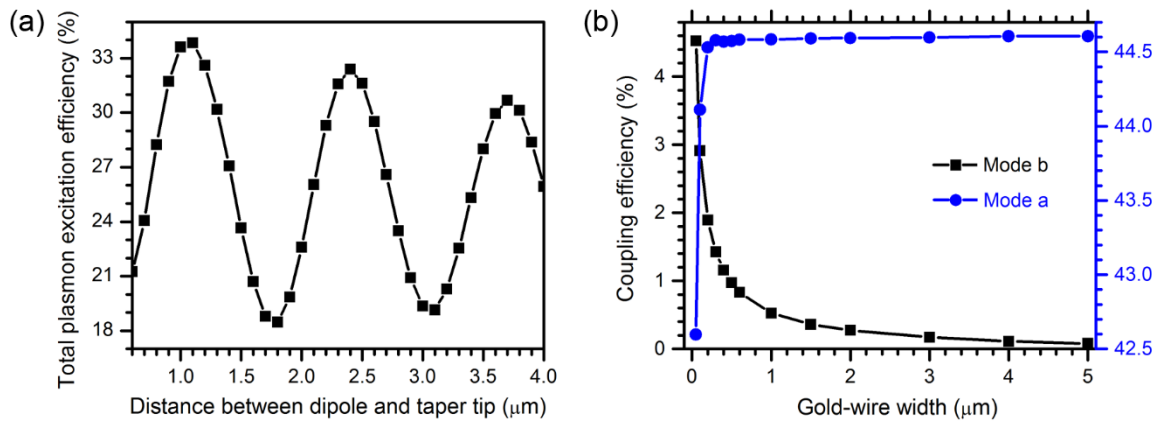 (a)
Total plasmon excitation efficiency (%)
33
30
27
24
21
18
1.0 1.5 2.0 2.5 3.0 3.5 4.0
Distance between dipole and taper tip (μm)
(b)
Coupling efficiency (%)
4
3
2
1
0
44.5
44.0
43.5
43.0
42.5
Mode b
Mode a
0 1 2 3 4 5
Gold-wire width (μm)